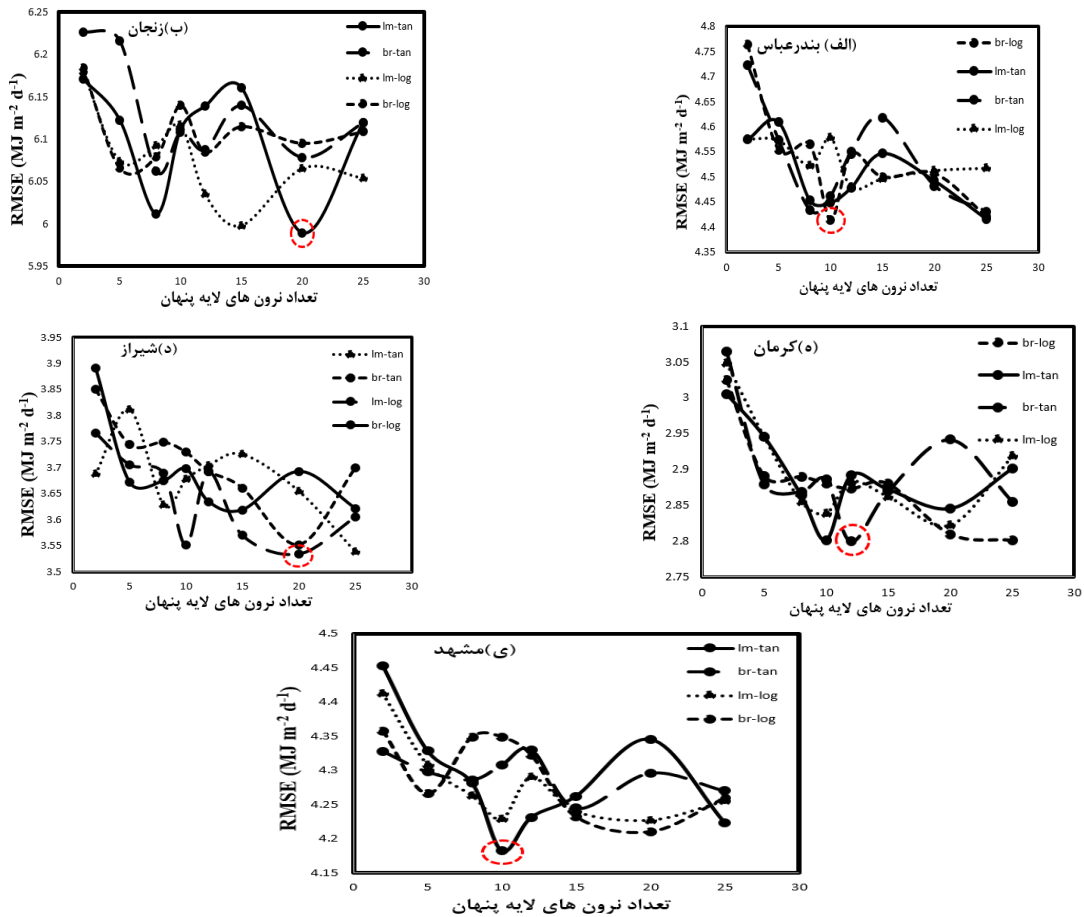 (ب)زنجان
RMSE (MJ m⁻² d⁻¹)
6.25
6.2
6.15
6.1
6.05
6
5.95
0 5 10 15 20 25 30
تعداد نرون های لایه پنهان
lm-tan
br-tan
lm-log
br-log
(الف) بندرعباس
RMSE (MJ m⁻² d⁻¹)
4.8
4.75
4.7
4.65
4.6
4.55
4.5
4.45
4.4
4.35
0 5 10 15 20 25 30
تعداد نرون های لایه پنهان
br-log
lm-tan
br-tan
lm-log
(د)شیراز
RMSE (MJ m⁻² d⁻¹)
3.95
3.9
3.85
3.8
3.75
3.7
3.65
3.6
3.55
3.5
0 5 10 15 20 25 30
تعداد نرون های لایه پنهان
lm-tan
br-tan
lm-log
br-log
(ه)کرمان
RMSE (MJ m⁻² d⁻¹)
3.1
3.05
3
2.95
2.9
2.85
2.8
2.75
0 5 10 15 20 25 30
تعداد نرون های لایه پنهان
br-log
lm-tan
br-tan
lm-log
(ی)مشهد
RMSE (MJ m⁻² d⁻¹)
4.5
4.45
4.4
4.35
4.3
4.25
4.2
4.15
0 5 10 15 20 25 30
تعداد نرون های لایه پنهان
lm-tan
br-tan
lm-log
br-log